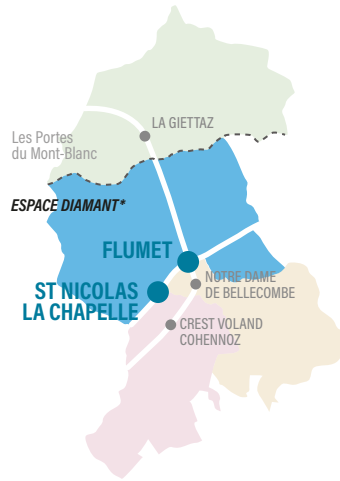 LA GIETTAZ
Les Portes
du Mont-Blanc
ESPACE DIAMANT*
FLUMET
NOTRE DAME
DE BELLECOMBE
ST NICOLAS
LA CHAPELLE
CREST VOLAND
COHENNOZ